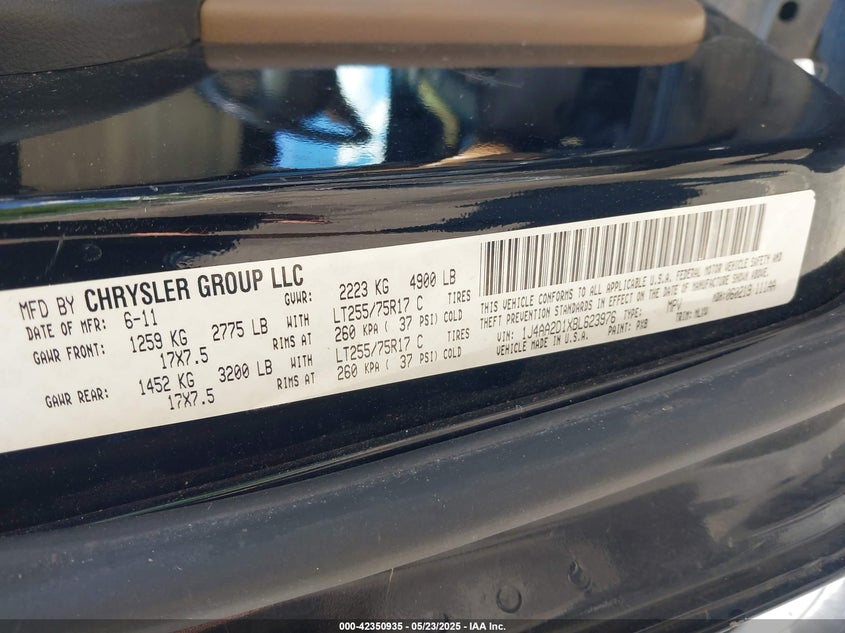 MFD BY CHRYSLER GROUP LLC
DATE OF MFR: 6-11 GVWR: 2223 KG 4900 LB
GAWR FRONT: 1259 KG 2775 LB WITH LT255/75R17 C TIRES
17X7.5 RIMS AT 260 KPA ( 37 PSI) COLD
GAWR REAR: 1452 KG 3200 LB WITH LT255/75R17 C TIRES
17X7.5 RIMS AT 260 KPA ( 37 PSI) COLD
THIS VEHICLE CONFORMS TO ALL APPLICABLE U.S.A. FEDERAL MOTOR VEHICLE SAFETY AND
THEFT PREVENTION STANDARDS IN EFFECT ON THE DATE OF MANUFACTURE SHOWN ABOVE.
VIN: 1J4AA2D1XBL623976 TYPE: MPV
PAINT: PX8 TRIM:
000-42350935 - 05/23/2025 - IAA Inc.